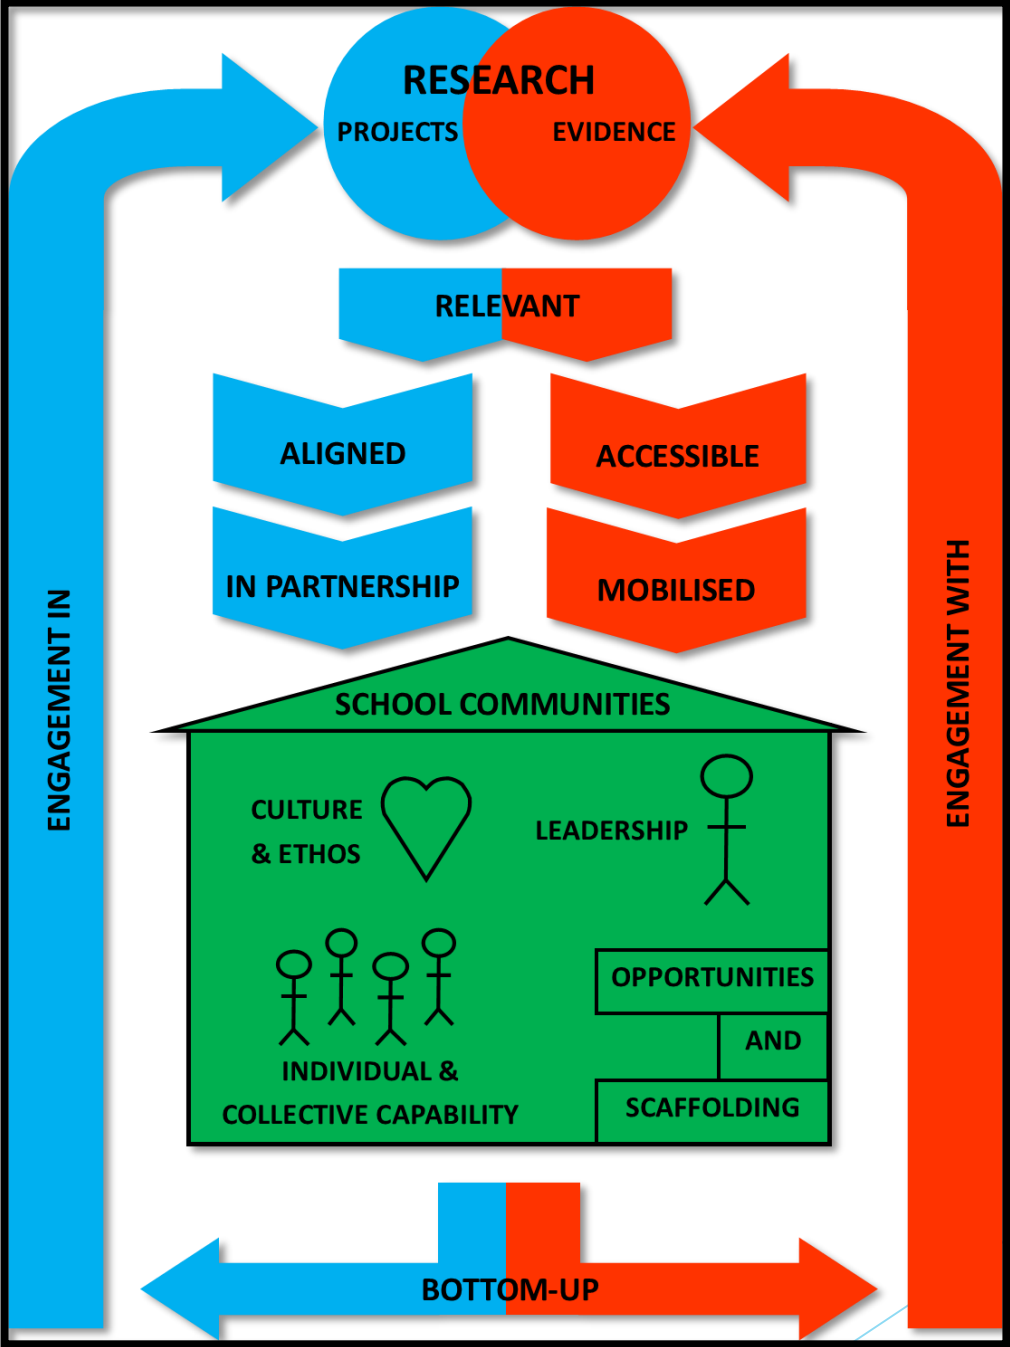 RESEARCH
PROJECTS
EVIDENCE
RELEVANT
ALIGNED
ACCESSIBLE
IN PARTNERSHIP
MOBILISED
ENGAGEMENT IN
ENGAGEMENT WITH
SCHOOL COMMUNITIES
CULTURE
& ETHOS
LEADERSHIP
INDIVIDUAL &
COLLECTIVE CAPABILITY
OPPORTUNITIES
AND
SCAFFOLDING
BOTTOM-UP